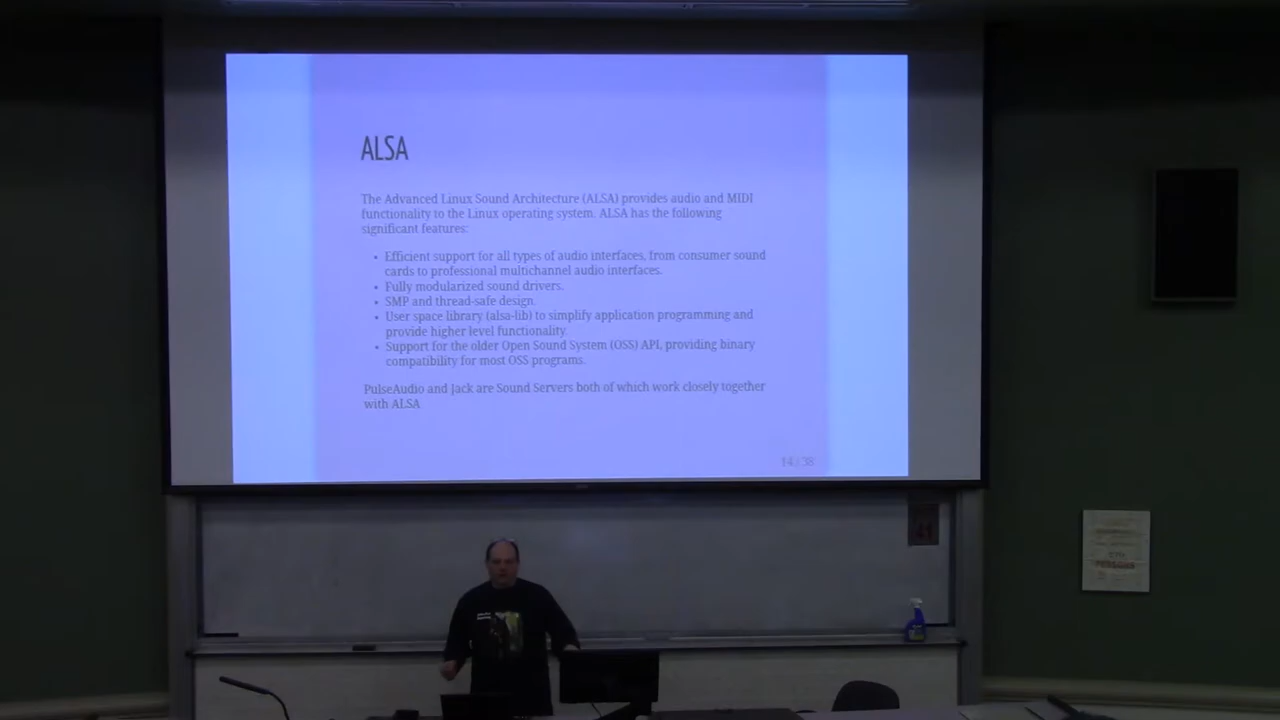 ALSA
The Advanced Linux Sound Architecture (ALSA) provides audio and MIDI
functionality to the Linux operating system. ALSA has the following
significant features:
• Efficient support for all types of audio interfaces, from consumer sound
cards to professional multichannel audio interfaces.
• Fully modularized sound drivers.
• SMP and thread-safe design.
• User space library (alsa-lib) to simplify application programming and
provide higher level functionality.
• Support for the older Open Sound System (OSS) API, providing binary
compatibility for most OSS programs.
PulseAudio and Jack are Sound Servers both of which work closely together
with ALSA
14 / 38